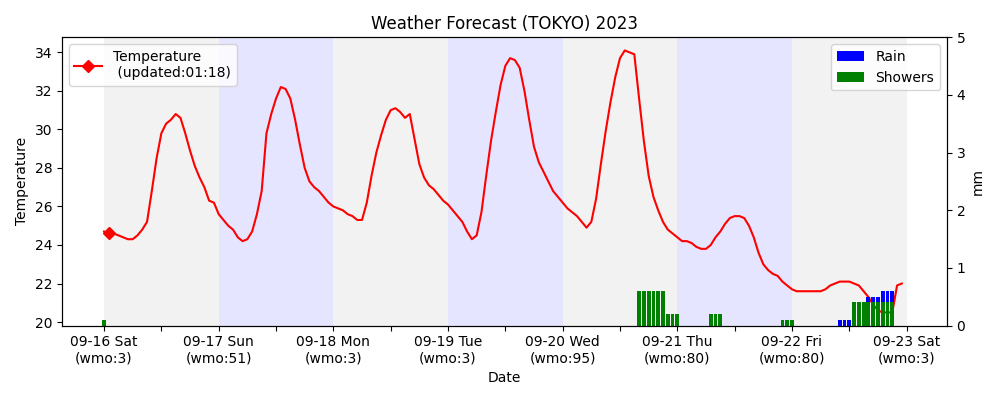 Weather Forecast (TOKYO) 2023
Temperature
(updated:01:18)
Rain
Showers
34
32
30
28
26
24
22
20
Temperature
5
4
3
2
1
0
mm
09-16 Sat
(wmo:3)
09-17 Sun
(wmo:51)
09-18 Mon
(wmo:3)
09-19 Tue
(wmo:3)
09-20 Wed
(wmo:95)
09-21 Thu
(wmo:80)
09-22 Fri
(wmo:80)
09-23 Sat
(wmo:3)
Date